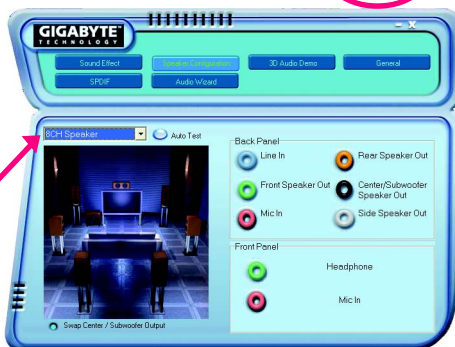 GIGABYTE™
TECHNOLOGY
Sound Effect
Speaker Configuration
3D Audio Demo
General
SPDIF
Audio Wizard
8CH Speaker
Auto Test
Back Panel
Line In
Rear Speaker Out
Front Speaker Out
Center/Subwoofer
Speaker Out
Mic In
Side Speaker Out
Front Panel
Headphone
Mic In
Swap Center / Subwoofer Output